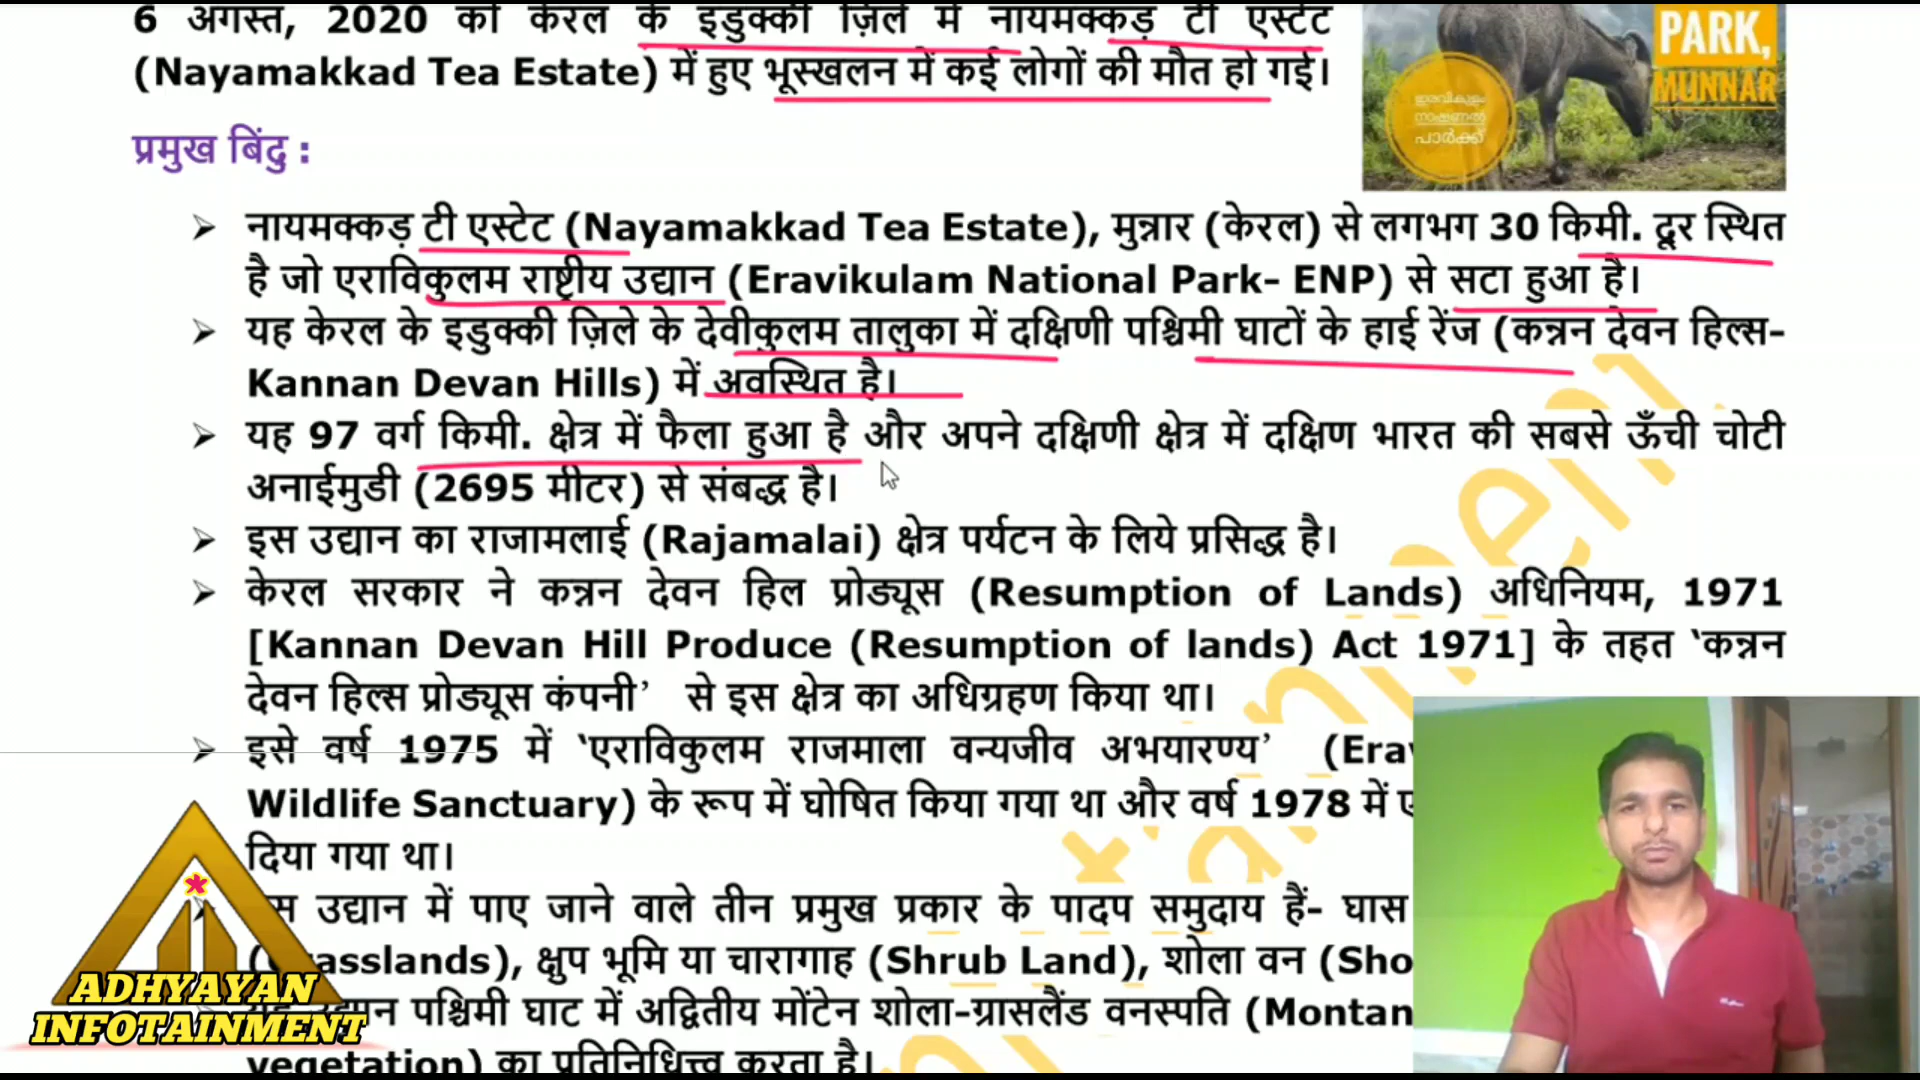 6 अगस्त, 2020 को केरल के इडुक्की ज़िले में नायमक्कड़ टी एस्टेट
(Nayamakkad Tea Estate) में हुए भूस्खलन में कई लोगों की मौत हो गई।
PARK,
MUNNAR
ഇരവികുളം
നാഷണൽ
പാർക്ക്
प्रमुख बिंदु :
➢ नायमक्कड़ टी एस्टेट (Nayamakkad Tea Estate), मुन्नार (केरल) से लगभग 30 किमी. दूर स्थित
है जो एराविकुलम राष्ट्रीय उद्यान (Eravikulam National Park- ENP) से सटा हुआ है।
➢ यह केरल के इडुक्की ज़िले के देवीकुलम तालुका में दक्षिणी पश्चिमी घाटों के हाई रेंज (कन्नन देवन हिल्स-
Kannan Devan Hills) में अवस्थित है।
➢ यह 97 वर्ग किमी. क्षेत्र में फैला हुआ है और अपने दक्षिणी क्षेत्र में दक्षिण भारत की सबसे ऊँची चोटी
अनाईमुडी (2695 मीटर) से संबद्ध है।
➢ इस उद्यान का राजामलाई (Rajamalai) क्षेत्र पर्यटन के लिये प्रसिद्ध है।
➢ केरल सरकार ने कन्नन देवन हिल प्रोड्यूस (Resumption of Lands) अधिनियम, 1971
[Kannan Devan Hill Produce (Resumption of lands) Act 1971] के तहत ‘कन्नन
देवन हिल्स प्रोड्यूस कंपनी’ से इस क्षेत्र का अधिग्रहण किया था।
➢ इसे वर्ष 1975 में ‘एराविकुलम राजमाला वन्यजीव अभयारण्य’ (Erav
Wildlife Sanctuary) के रूप में घोषित किया गया था और वर्ष 1978 में
दिया गया था।
उद्यान में पाए जाने वाले तीन प्रमुख प्रकार के पादप समुदाय हैं- घास
(Grasslands), क्षुप भूमि या चारागाह (Shrub Land), शोला वन (Sho
पश्चिमी घाट में अद्वितीय मोंटेन शोला-ग्रासलैंड वनस्पति (Montan
vegetation) का प्रतिनिधित्त्व करता है।
ADHYAYAN
INFOTAINMENT